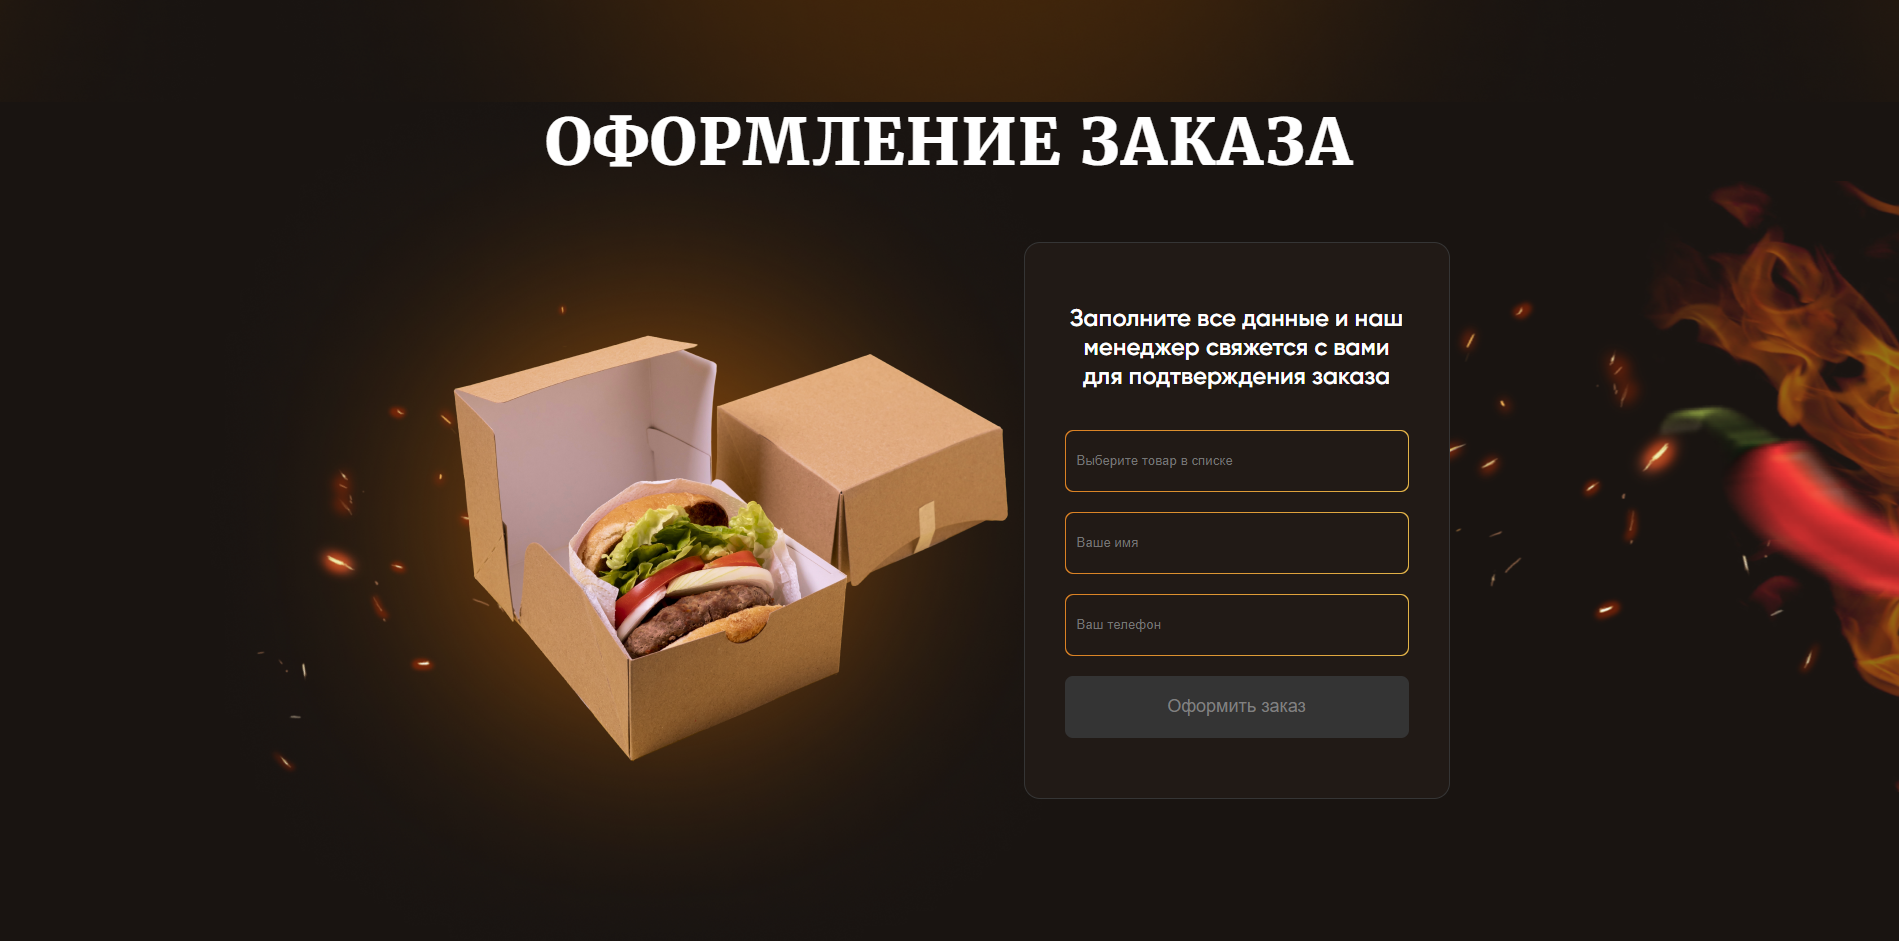 ОФОРМЛЕНИЕ ЗАКАЗА
Заполните все данные и наш
менеджер свяжется с вами
для подтверждения заказа
Выберите товар в списке
Ваше имя
Ваш телефон
Оформить заказ